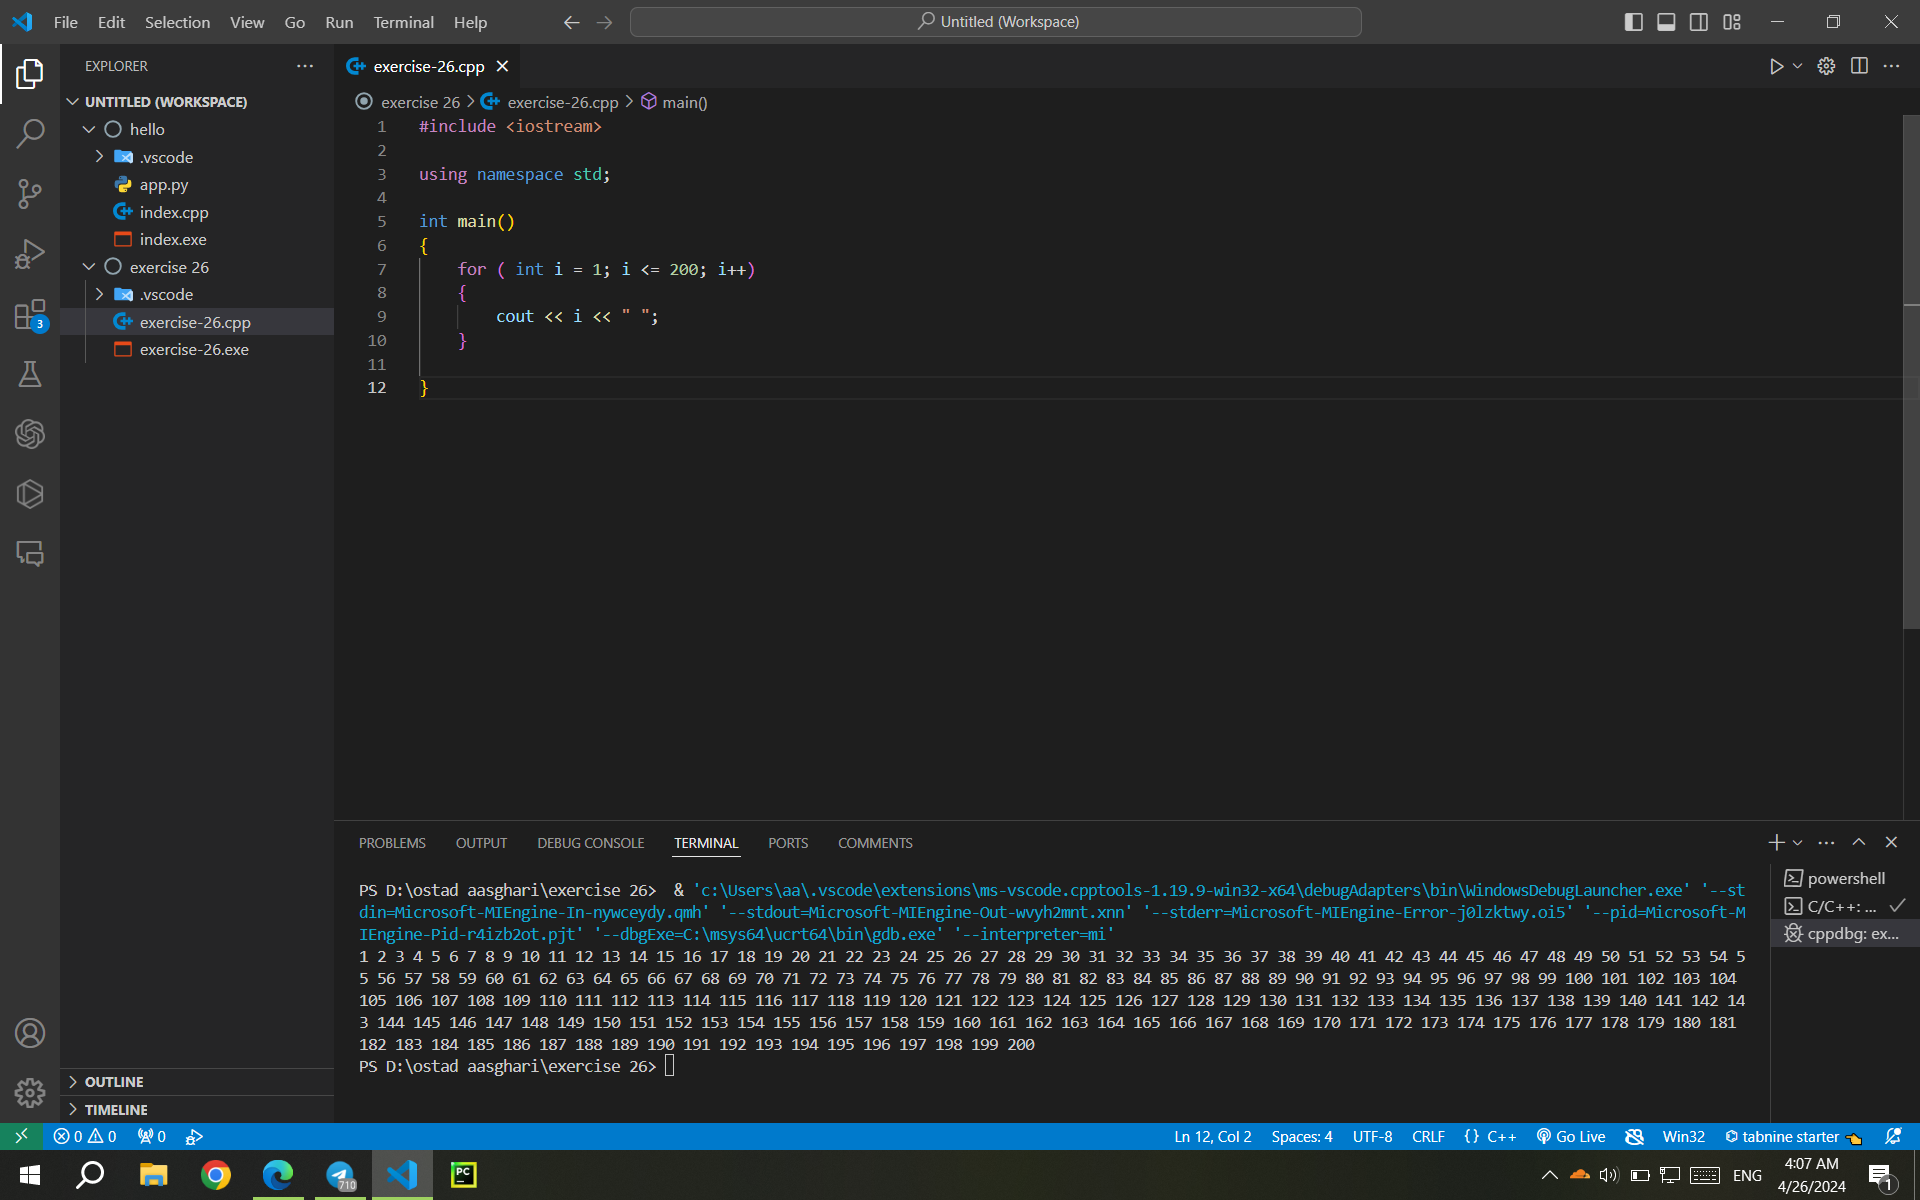 File Edit Selection View Go Run Terminal Help
Untitled (Workspace)
EXPLORER
UNTITLED (WORKSPACE)
hello
.vscode
app.py
index.cpp
index.exe
exercise 26
.vscode
exercise-26.cpp
exercise-26.exe
3
OUTLINE
TIMELINE
exercise-26.cpp
exercise 26 > exercise-26.cpp > main()
1 #include <iostream>
2
3 using namespace std;
4
5 int main()
6 {
7 for ( int i = 1; i <= 200; i++)
8 {
9 cout << i << " ";
10 }
11
12 }
PROBLEMS OUTPUT DEBUG CONSOLE TERMINAL PORTS COMMENTS
PS D:\ostad aasghari\exercise 26>  & 'c:\Users\aa\.vscode\extensions\ms-vscode.cpptools-1.19.9-win32-x64\debugAdapters\bin\WindowsDebugLauncher.exe' '--st
din=Microsoft-MIEngine-In-nywceydy.qmh' '--stdout=Microsoft-MIEngine-Out-wvyh2mnt.xnn' '--stderr=Microsoft-MIEngine-Error-j0lzktwy.oi5' '--pid=Microsoft-M
IEngine-Pid-r4izb2ot.pjt' '--dbgExe=C:\msys64\ucrt64\bin\gdb.exe' '--interpreter=mi'
1 2 3 4 5 6 7 8 9 10 11 12 13 14 15 16 17 18 19 20 21 22 23 24 25 26 27 28 29 30 31 32 33 34 35 36 37 38 39 40 41 42 43 44 45 46 47 48 49 50 51 52 53 54 5
5 56 57 58 59 60 61 62 63 64 65 66 67 68 69 70 71 72 73 74 75 76 77 78 79 80 81 82 83 84 85 86 87 88 89 90 91 92 93 94 95 96 97 98 99 100 101 102 103 104
105 106 107 108 109 110 111 112 113 114 115 116 117 118 119 120 121 122 123 124 125 126 127 128 129 130 131 132 133 134 135 136 137 138 139 140 141 142 14
3 144 145 146 147 148 149 150 151 152 153 154 155 156 157 158 159 160 161 162 163 164 165 166 167 168 169 170 171 172 173 174 175 176 177 178 179 180 181
182 183 184 185 186 187 188 189 190 191 192 193 194 195 196 197 198 199 200
PS D:\ostad aasghari\exercise 26>
powershell
C/C++: ...
cppdbg: ex...
0 0 0 Ln 12, Col 2 Spaces: 4 UTF-8 CRLF {} C++ Go Live Win32 tabnine starter
710
PC
ENG
4:07 AM
4/26/2024
1